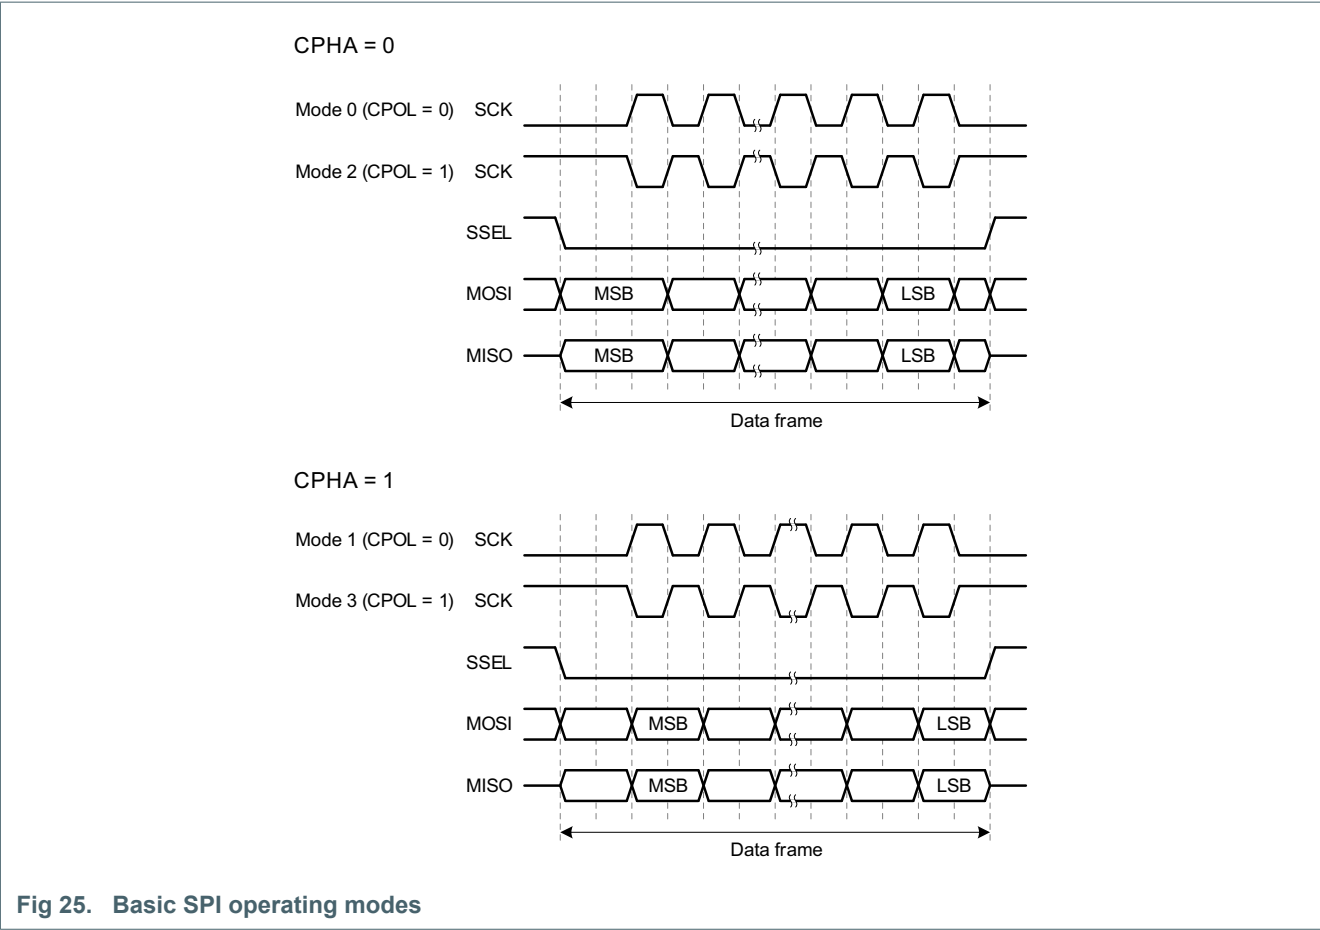 CPHA = 0
Mode 0 (CPOL = 0) SCK
Mode 2 (CPOL = 1) SCK
SSEL
MOSI MSB LSB
MISO MSB LSB
Data frame
CPHA = 1
Mode 1 (CPOL = 0) SCK
Mode 3 (CPOL = 1) SCK
SSEL
MOSI MSB LSB
MISO MSB LSB
Data frame
Fig 25. Basic SPI operating modes